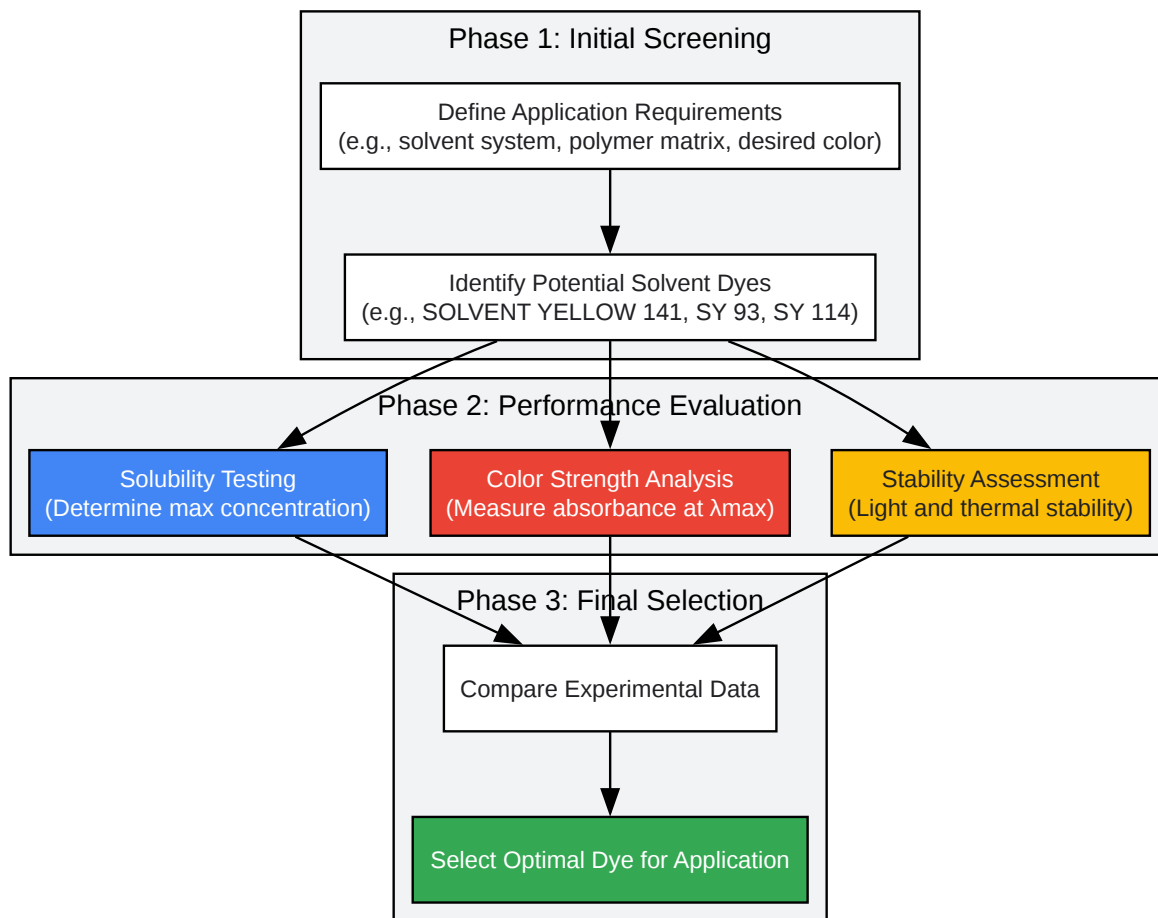 Phase 1: Initial Screening
Define Application Requirements
(e.g., solvent system, polymer matrix, desired color)
Identify Potential Solvent Dyes
(e.g., SOLVENT YELLOW 141, SY 93, SY 114)
Phase 2: Performance Evaluation
Solubility Testing
(Determine max concentration)
Color Strength Analysis
(Measure absorbance at λmax)
Stability Assessment
(Light and thermal stability)
Phase 3: Final Selection
Compare Experimental Data
Select Optimal Dye for Application